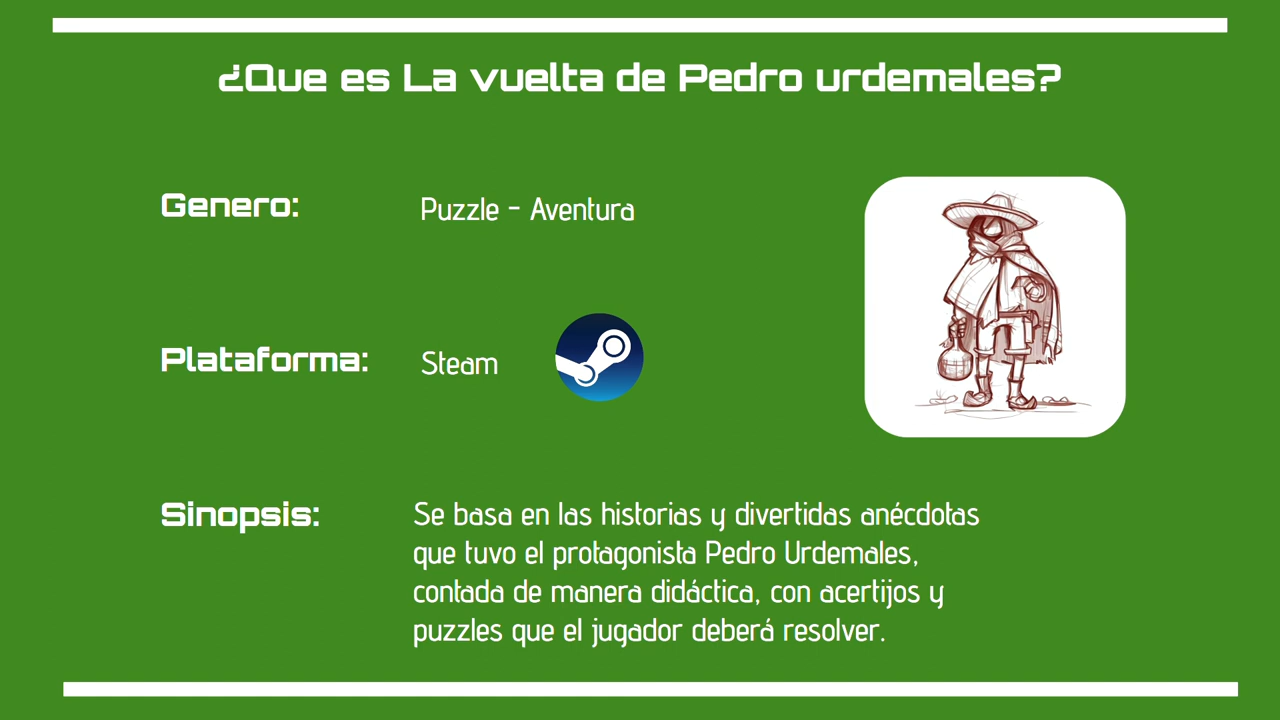 ¿Que es La vuelta de Pedro urdemales?
Genero:
Puzzle - Aventura
Plataforma:
Steam
Sinopsis:
Se basa en las historias y divertidas anécdotas
que tuvo el protagonista Pedro Urdemales,
contada de manera didáctica, con acertijos y
puzzles que el jugador deberá resolver.